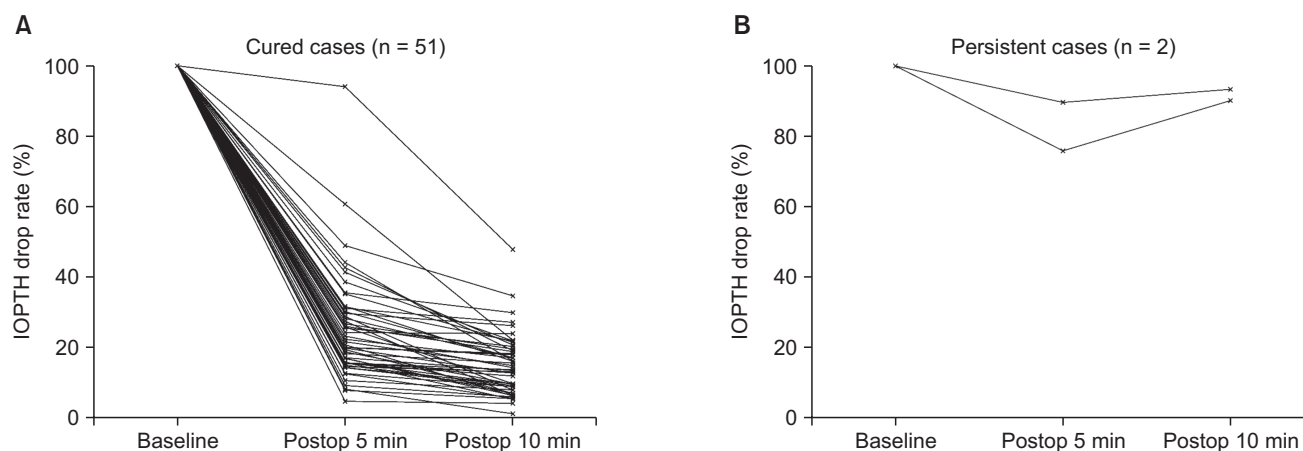 A
Cured cases (n = 51)
IOPTH drop rate (%)
100
80
60
40
20
0
Baseline Postop 5 min Postop 10 min
B
Persistent cases (n = 2)
IOPTH drop rate (%)
100
80
60
40
20
0
Baseline Postop 5 min Postop 10 min